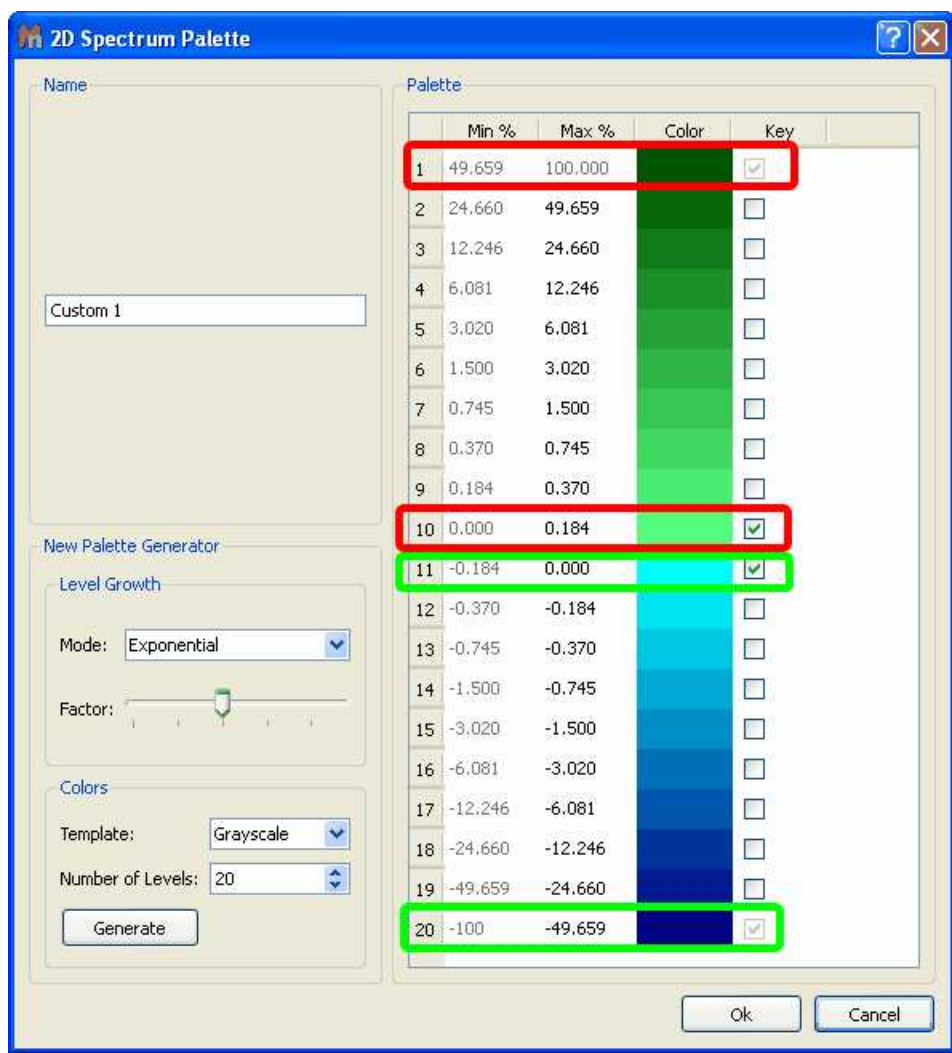 2D Spectrum Palette
Name
Custom 1
New Palette Generator
Level Growth
Mode: Exponential
Factor:
Colors
Template: Grayscale
Number of Levels: 20
Generate
Palette
Min % Max % Color Key
1 49.659 100.000
2 24.660 49.659
3 12.246 24.660
4 6.081 12.246
5 3.020 6.081
6 1.500 3.020
7 0.745 1.500
8 0.370 0.745
9 0.184 0.370
10 0.000 0.184
11 -0.184 0.000
12 -0.370 -0.184
13 -0.745 -0.370
14 -1.500 -0.745
15 -3.020 -1.500
16 -6.081 -3.020
17 -12.246 -6.081
18 -24.660 -12.246
19 -49.659 -24.660
20 -100 -49.659
Ok Cancel